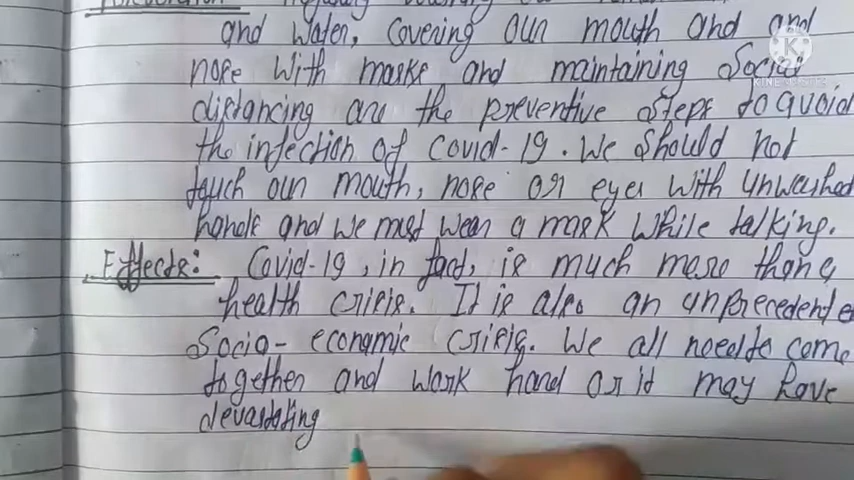 and water, covering our mouth and and
nose with masks and maintaining social
distancing are the preventive steps to avoid
the infection of covid-19. We should not
touch our mouth, nose or eyes with unwashed
hands and we must wear a mask while talking.
Effects: Covid-19, in fact, is much more than a
health crisis. It is also an unprecedente
socio-economic crisis. We all need to come
together and work hard or it may have
devastating
KINEMASTER